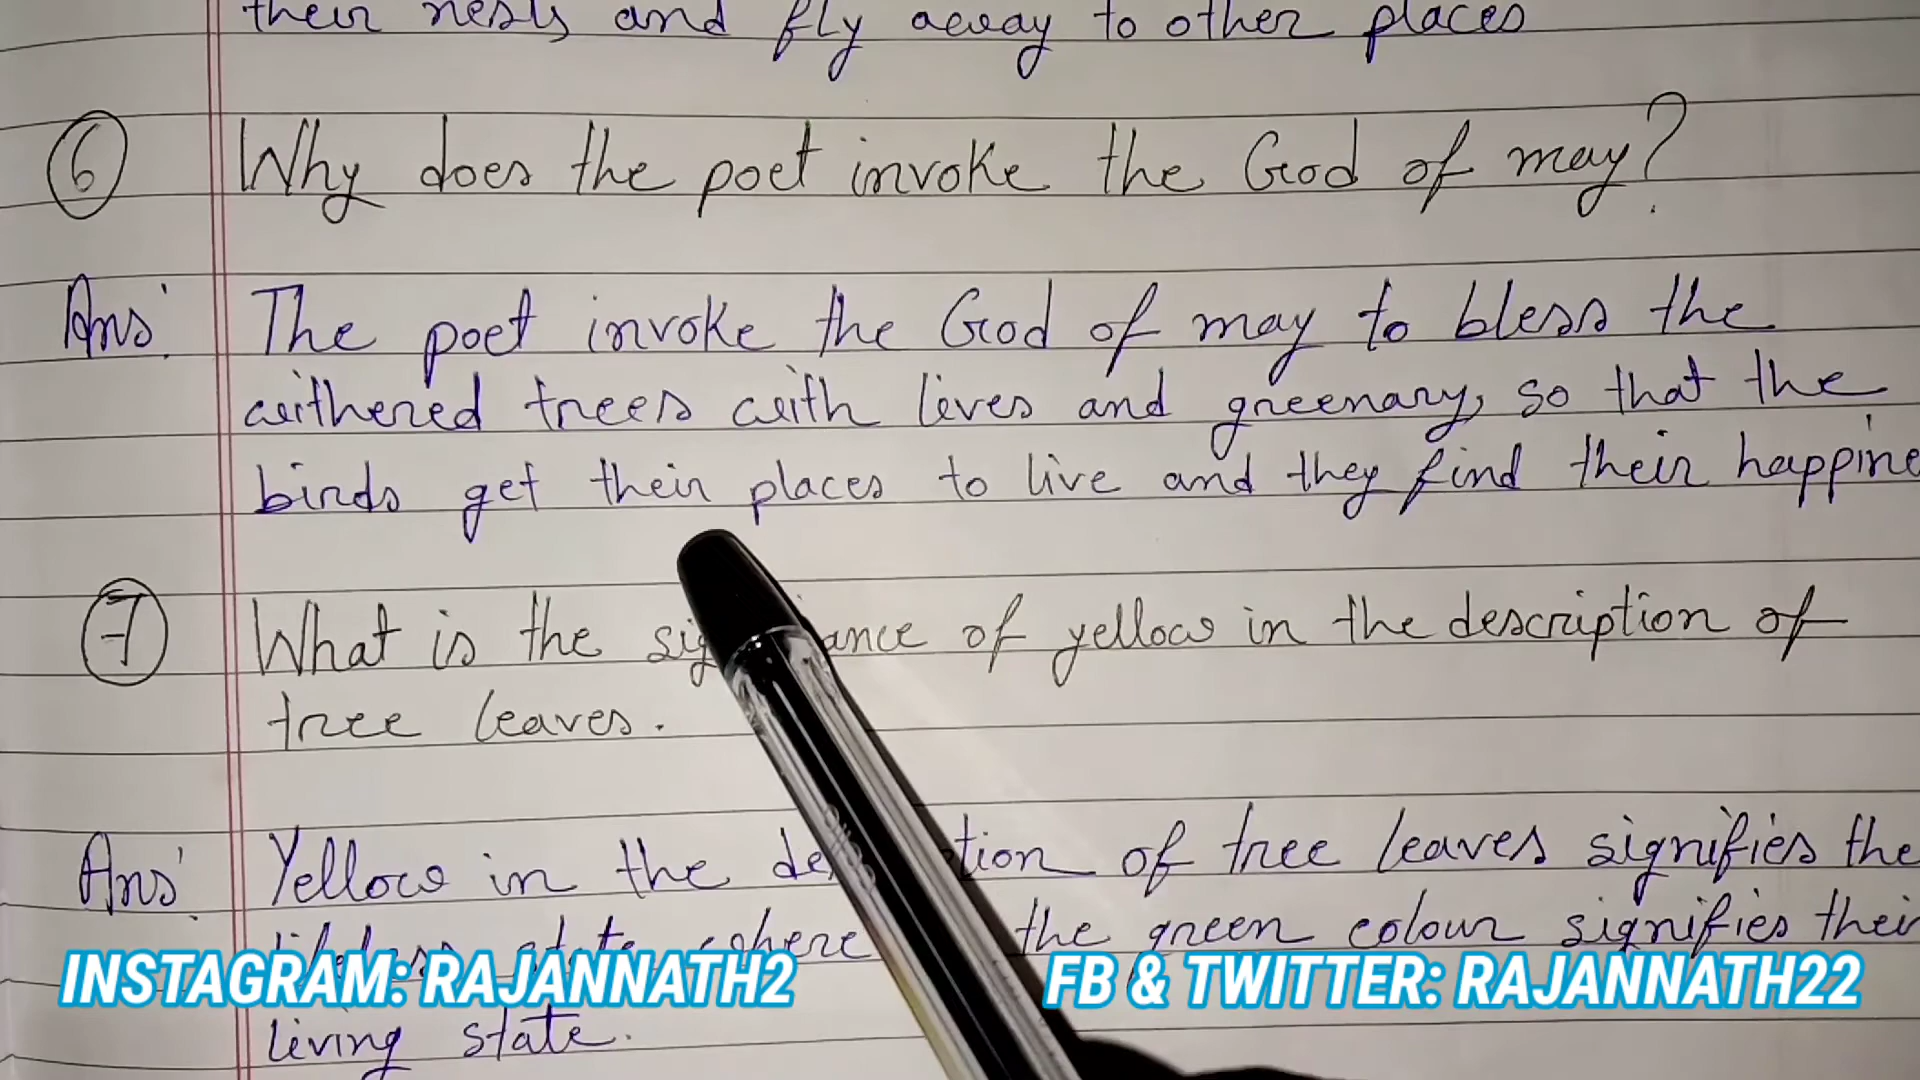 their nests and fly away to other places
6 Why does the poet invoke the God of may?
Ans: The poet invoke the God of may to bless the
withered trees with leves and greenary, so that the
birds get their places to live and they find their happine
7 What is the of yellow in the description of
tree leaves.
Ans: Yellow in the of tree leaves signifies the
state where the green colour signifies their
INSTAGRAM: RAJANNATH2 FB & TWITTER: RAJANNATH22
living state.